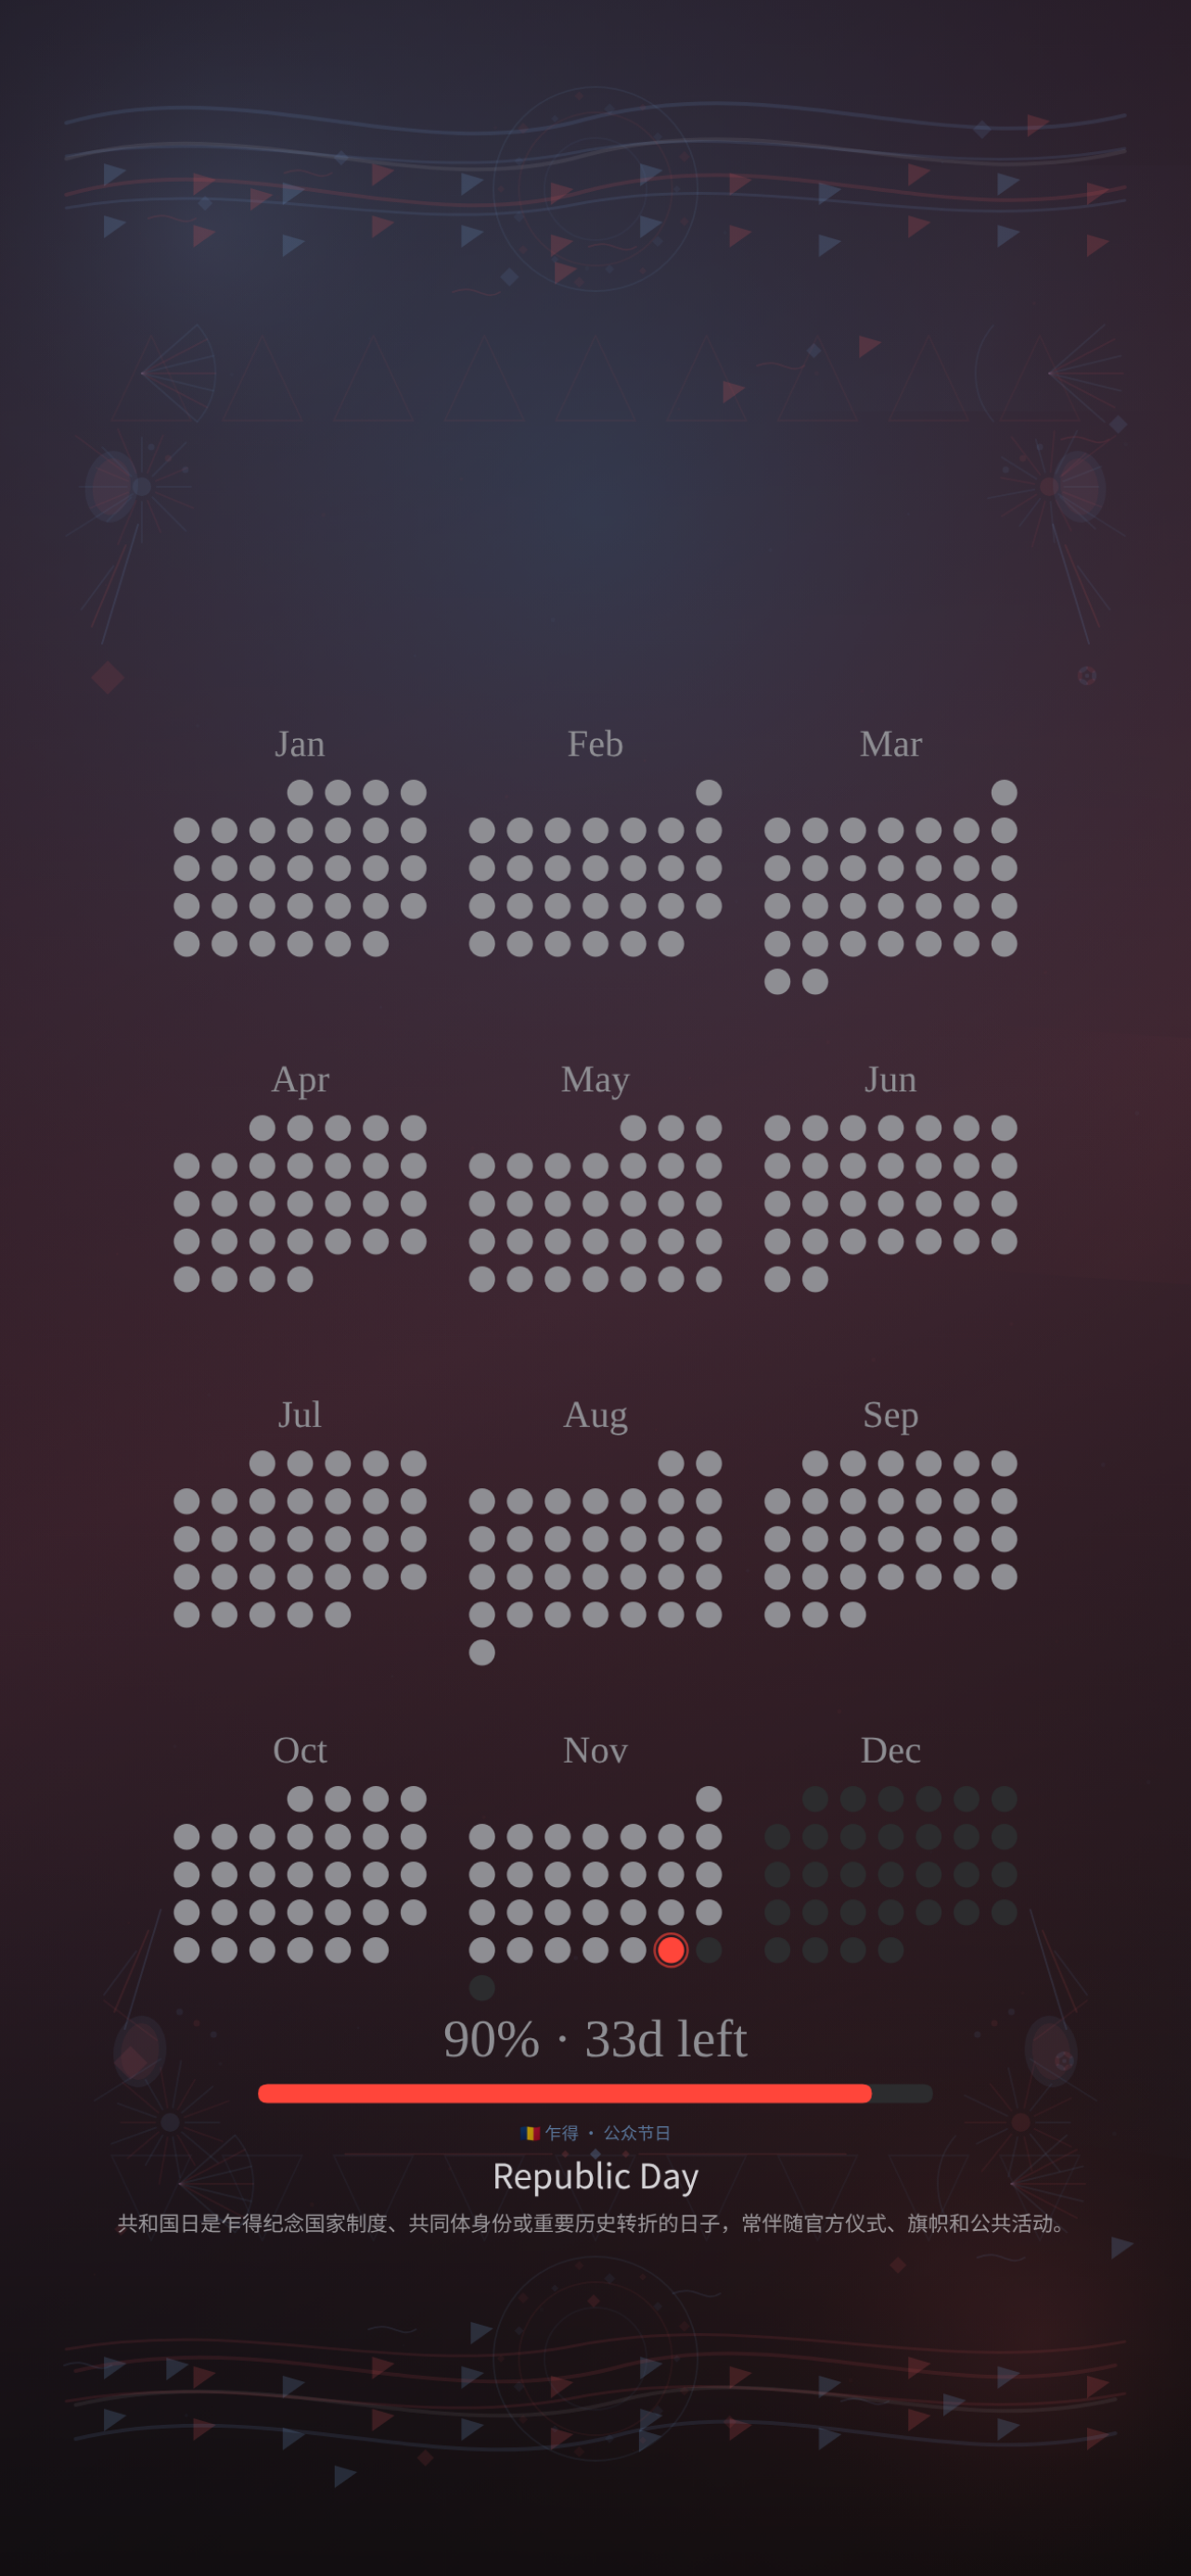 Jan Feb Mar
Apr May Jun
Jul Aug Sep
Oct Nov Dec
90% · 33d left
🇹🇩 乍得 · 公众节日
Republic Day
共和国日是乍得纪念国家制度、共同体身份或重要历史转折的日子，常伴随官方仪式、旗帜和公共活动。